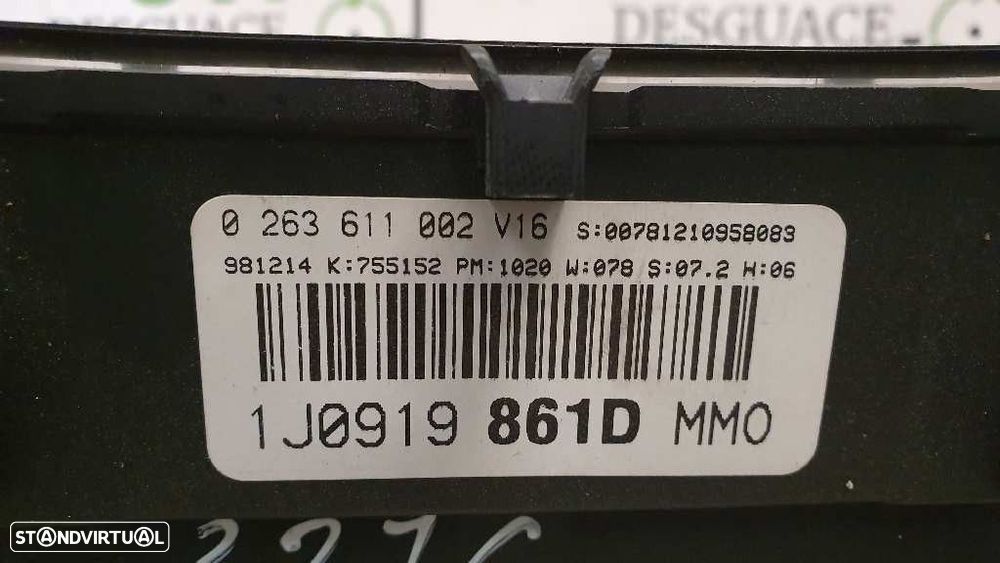 DESGUACE
0 263 611 002 V16 S:00781210958083
981214 K:755152 PM:1020 W:078 S:07.2 H:06
1J0919 861D MMO
STANDVIRTUAL